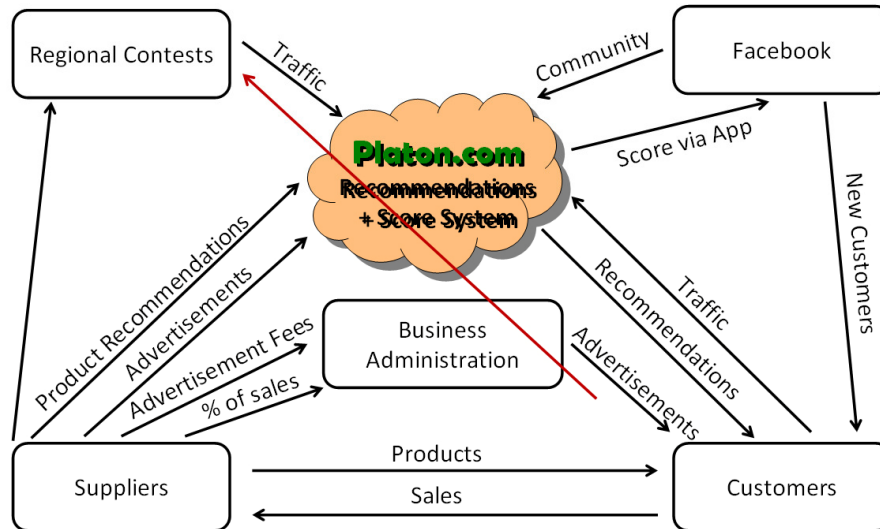 Regional Contests
Traffic
Community
Facebook
Platon.com
Recommendations
+ Score System
Score via App
New Customers
Product Recommendations
Advertisements
Advertisement Fees
% of sales
Business
Administration
Advertisements
Recommendations
Traffic
Suppliers
Products
Sales
Customers